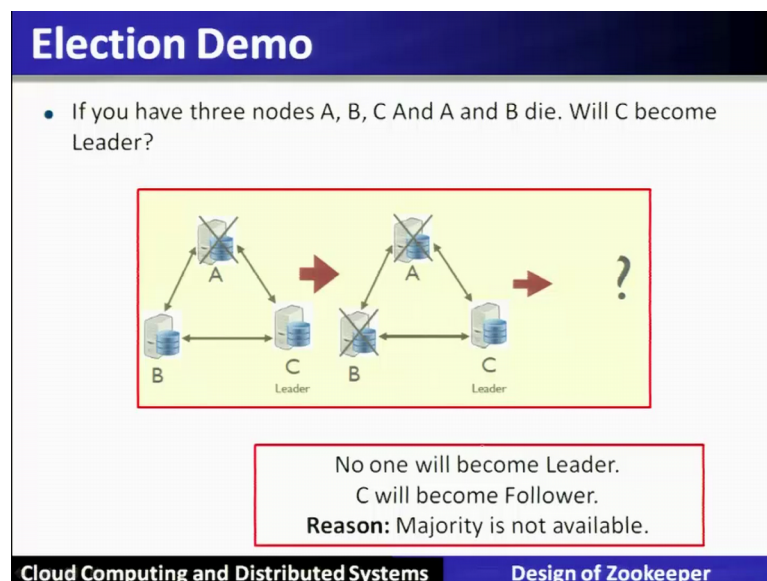 Election Demo
• If you have three nodes A, B, C And A and B die. Will C become
Leader?
A
A
?
B
C
B
C
Leader
Leader
No one will become Leader.
C will become Follower.
Reason: Majority is not available.
Cloud Computing and Distributed Systems
Design of Zookeeper